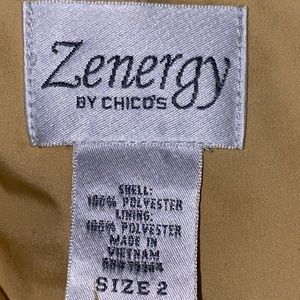 Zenergy
BY CHICO'S
SHELL:
100% POLYESTER
LINING:
100% POLYESTER
MADE IN
VIETNAM
SIZE 2